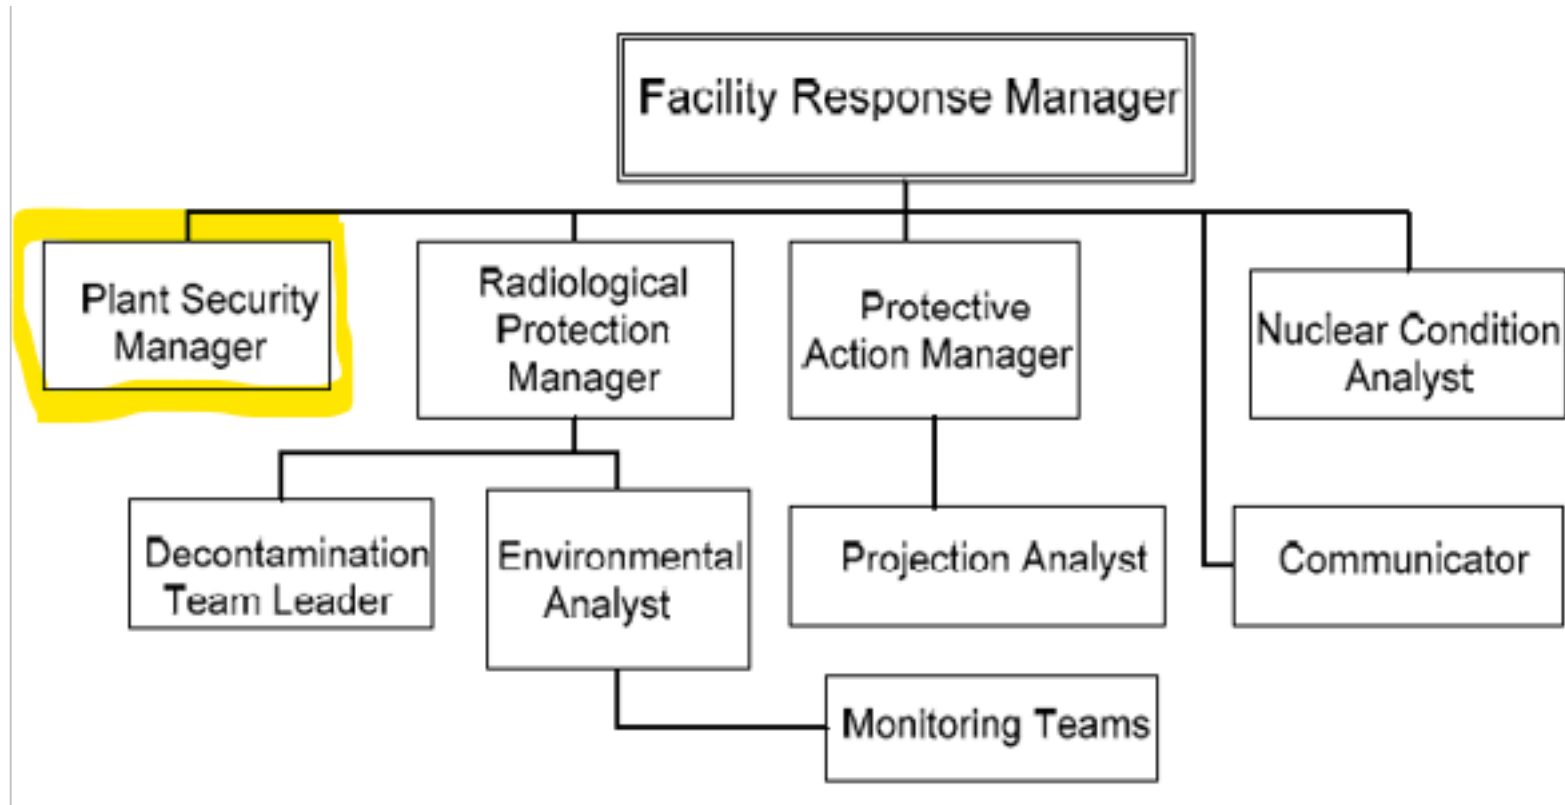 Facility Response Manager
Plant Security
Manager
Radiological
Protection
Manager
Protective
Action Manager
Nuclear Condition
Analyst
Decontamination
Team Leader
Environmental
Analyst
Projection Analyst
Communicator
Monitoring Teams